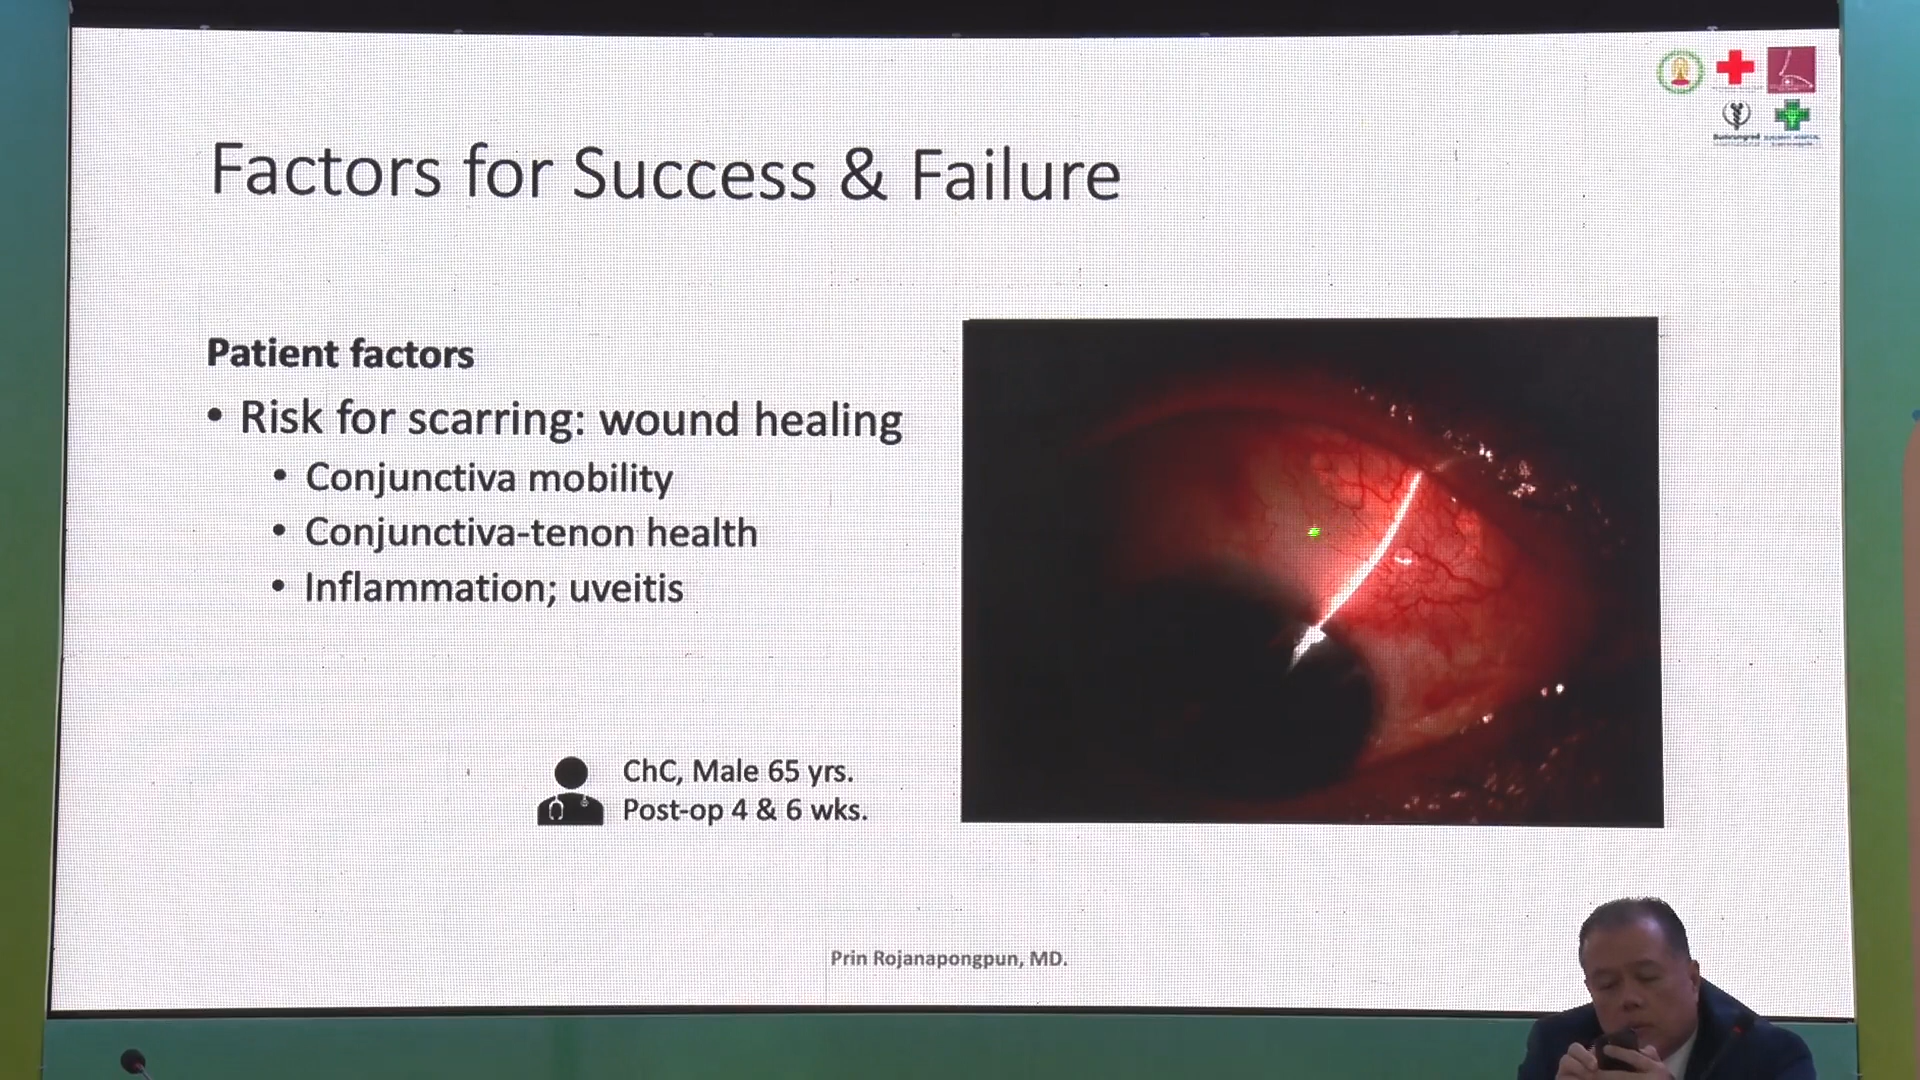 Factors for Success & Failure
Patient factors
• Risk for scarring: wound healing
• Conjunctiva mobility
• Conjunctiva-tenon health
• Inflammation; uveitis
ChC, Male 65 yrs.
Post-op 4 & 6 wks.
Prin Rojanapongpun, MD.